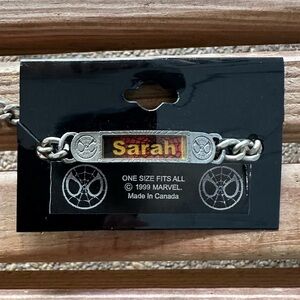 Sarah
ONE SIZE FITS ALL
© 1999 MARVEL.
Made In Canada